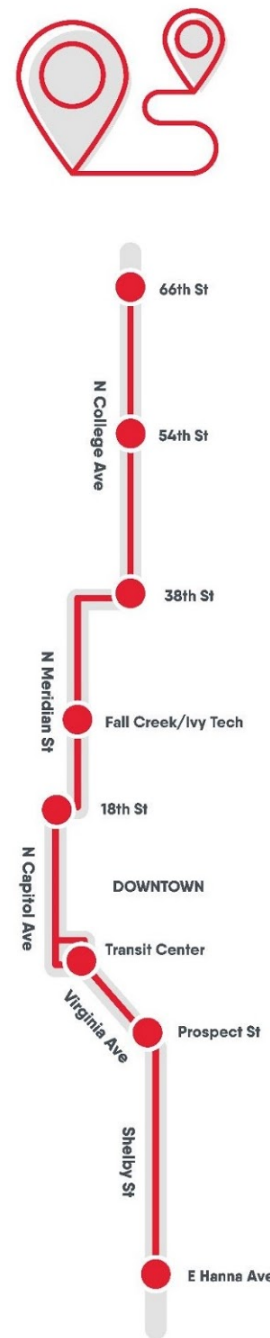 66th St
N College Ave
54th St
38th St
N Meridian St
Fall Creek/Ivy Tech
18th St
N Capitol Ave
DOWNTOWN
Transit Center
Virginia Ave
Prospect St
Shelby St
E Hanna Ave